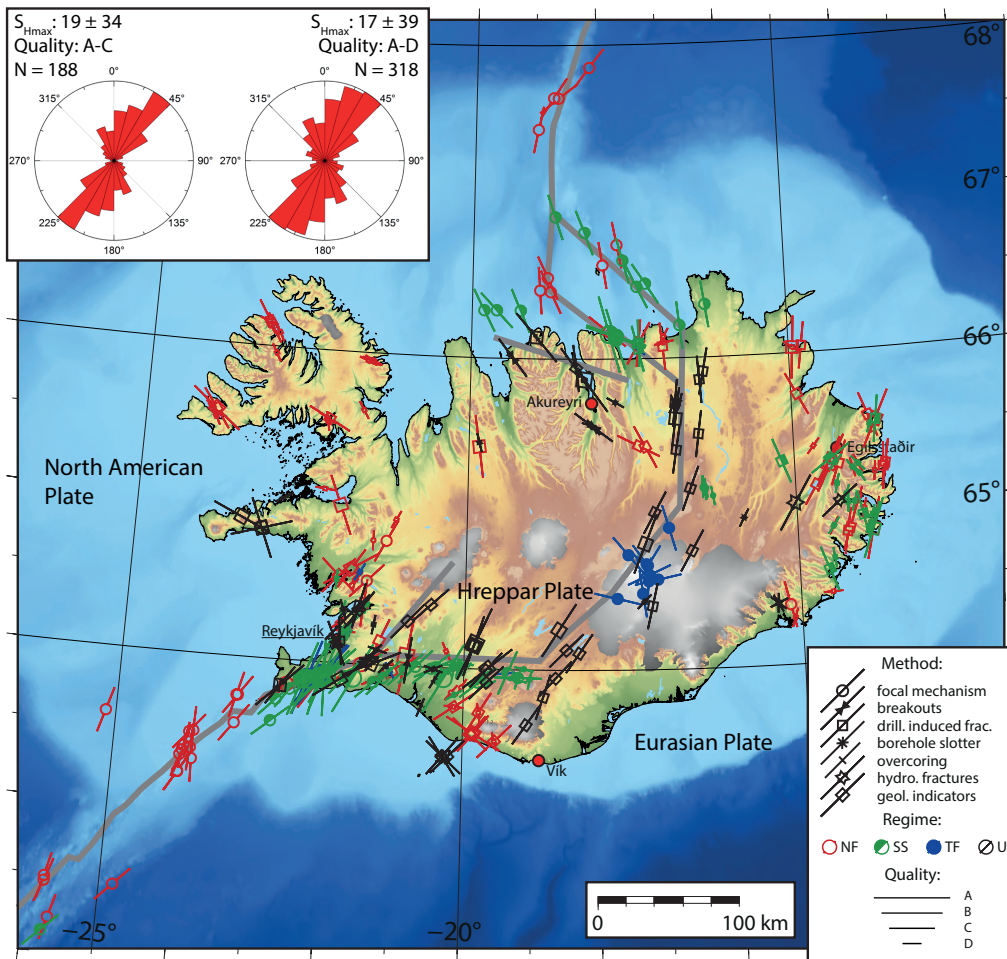 S_Hmax: 19 ± 34
Quality: A-C
N = 188
S_Hmax: 17 ± 39
Quality: A-D
N = 318
0°
45°
90°
135°
180°
225°
270°
315°
0°
45°
90°
135°
180°
225°
270°
315°
68°
67°
66°
65°
North American
Plate
Akureyri
Egilsstaðir
Hreppar Plate
Reykjavík
Eurasian Plate
Vík
−25°
−20°
0
100 km
Method:
focal mechanism
breakouts
drill. induced frac.
borehole slotter
overcoring
hydro. fractures
geol. indicators
Regime:
NF SS TF U
Quality:
A
B
C
D